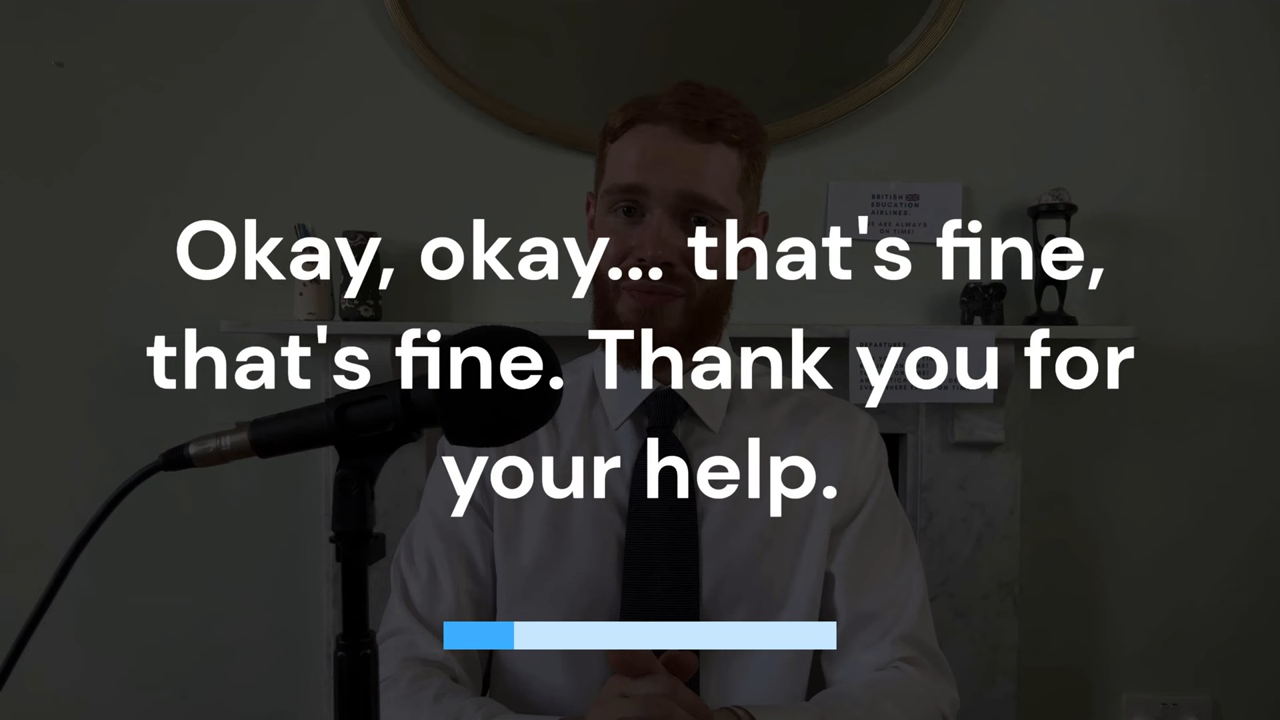 BRITISH
EDUCATION
AIRLINES.
WE ARE ALWAYS
ON TIME!
Okay, okay... that's fine,
that's fine. Thank you for
your help.
DEPARTURES: